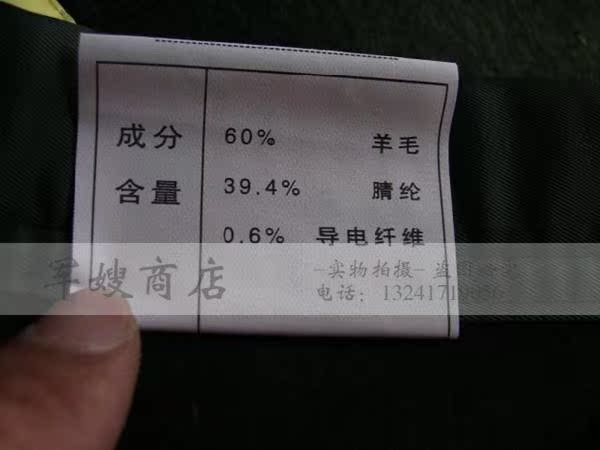 成分 60% 羊毛
含量 39.4% 腈纶
0.6% 导电纤维
军嫂商店
-实物拍摄-
电话：